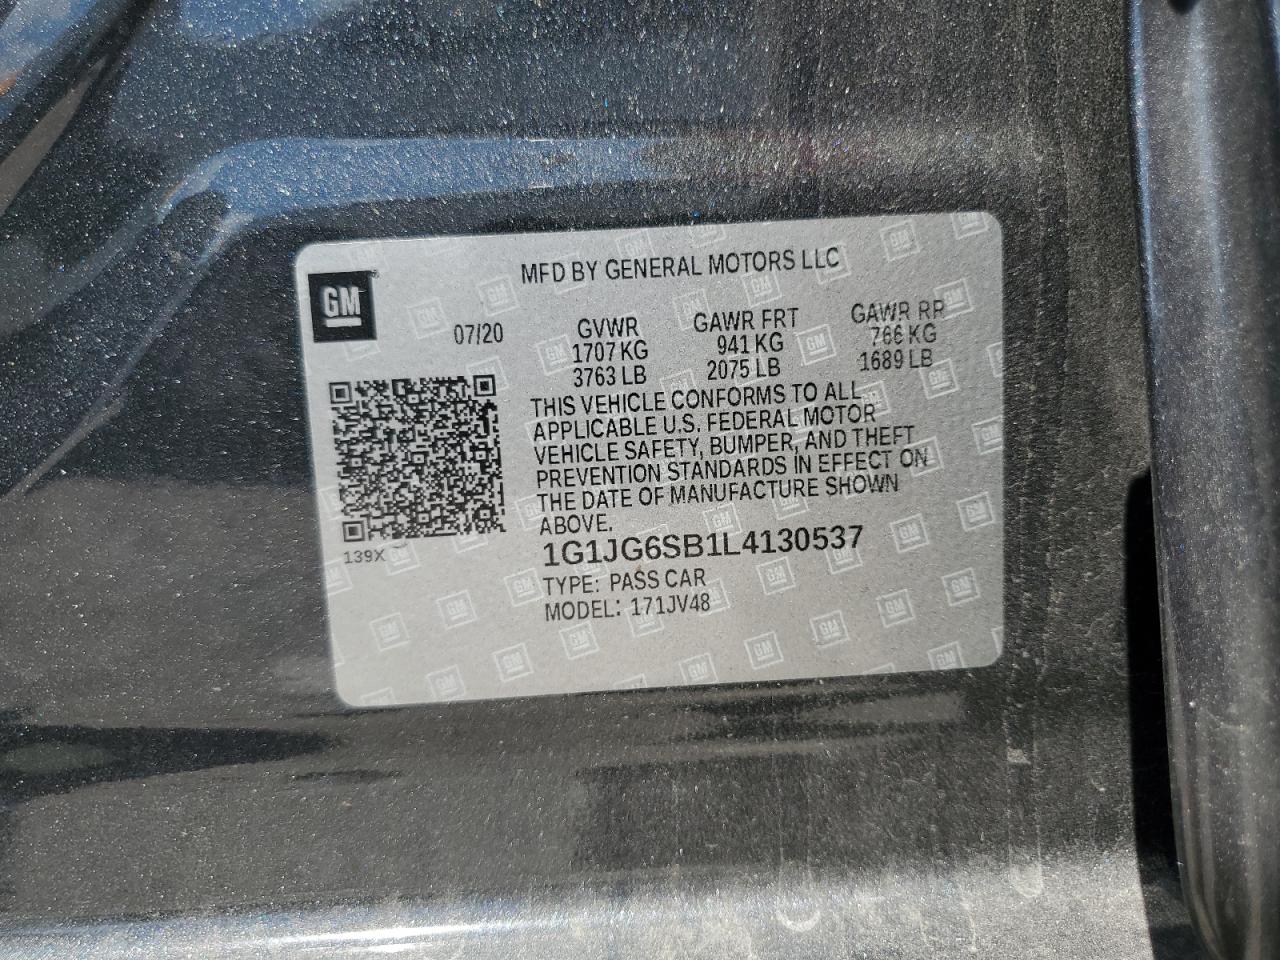 GM
MFD BY GENERAL MOTORS LLC
07/20
GVWR GAWR FRT GAWR RR
1707 KG 941 KG 766 KG
3763 LB 2075 LB 1689 LB
THIS VEHICLE CONFORMS TO ALL
APPLICABLE U.S. FEDERAL MOTOR
VEHICLE SAFETY, BUMPER, AND THEFT
PREVENTION STANDARDS IN EFFECT ON
THE DATE OF MANUFACTURE SHOWN
ABOVE.
139X
1G1JG6SB1L4130537
TYPE: PASS CAR
MODEL: 171JV48